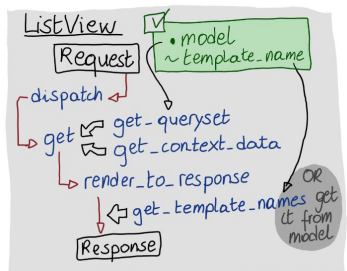 ListView
• model
~ template_name
Request
dispatch
get
get_queryset
get_context_data
render_to_response
get_template_names
OR
get
it from
model
Response